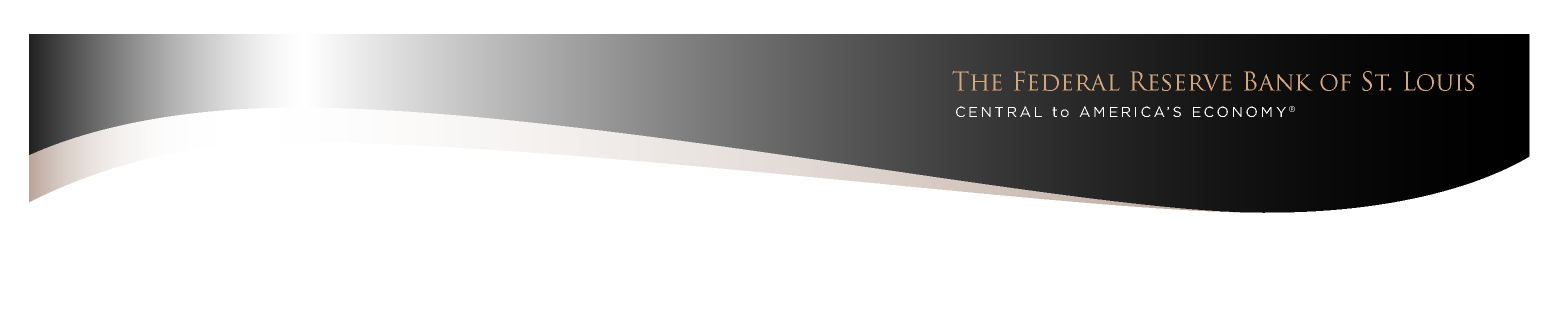 THE FEDERAL RESERVE BANK OF ST. LOUIS
CENTRAL to AMERICA'S ECONOMY®